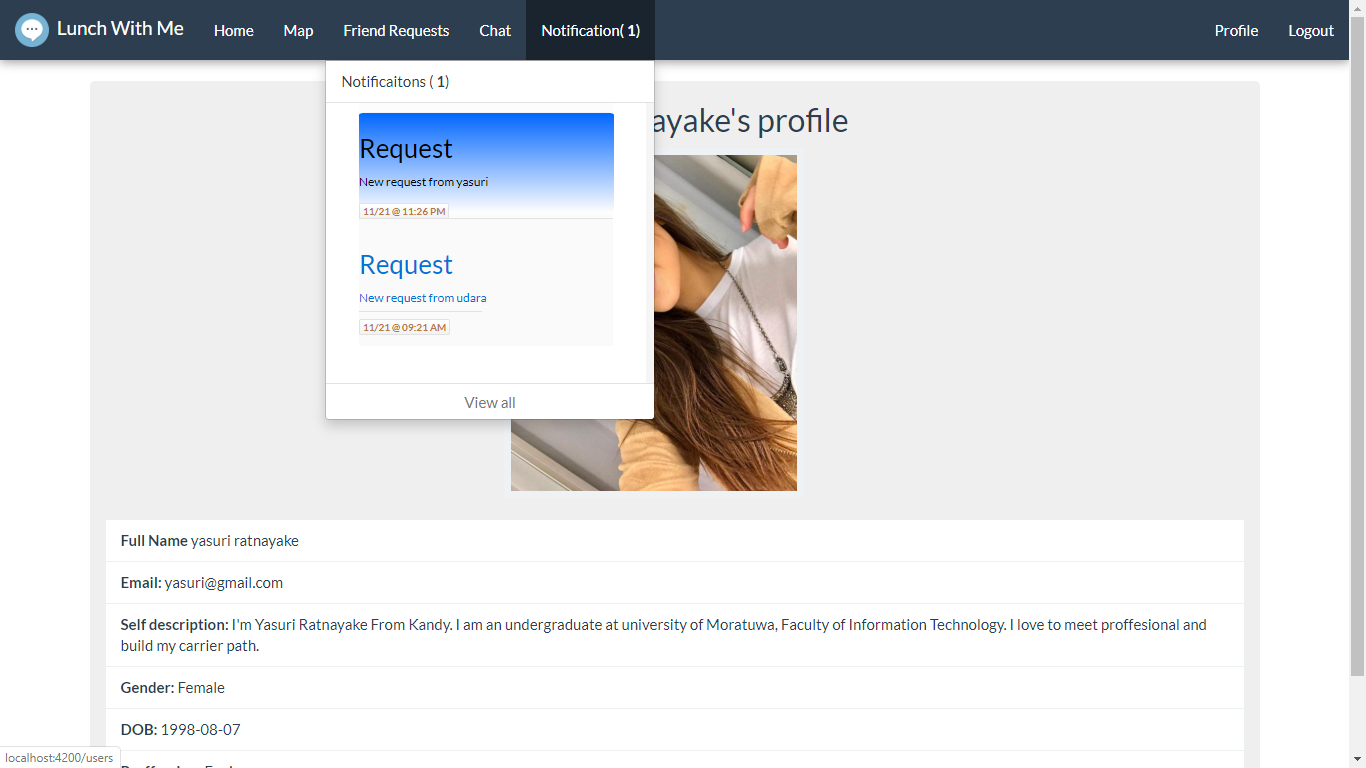 Lunch With Me
Home
Map
Friend Requests
Chat
Notification( 1)
Profile
Logout
Notificaitons ( 1)
Request
New request from yasuri
11/21 @ 11:26 PM
Request
New request from udara
11/21 @ 09:21 AM
View all
ayake's profile
Full Name yasuri ratnayake
Email: yasuri@gmail.com
Self description: I'm Yasuri Ratnayake From Kandy. I am an undergraduate at university of Moratuwa, Faculty of Information Technology. I love to meet proffesional and
build my carrier path.
Gender: Female
DOB: 1998-08-07
localhost:4200/users